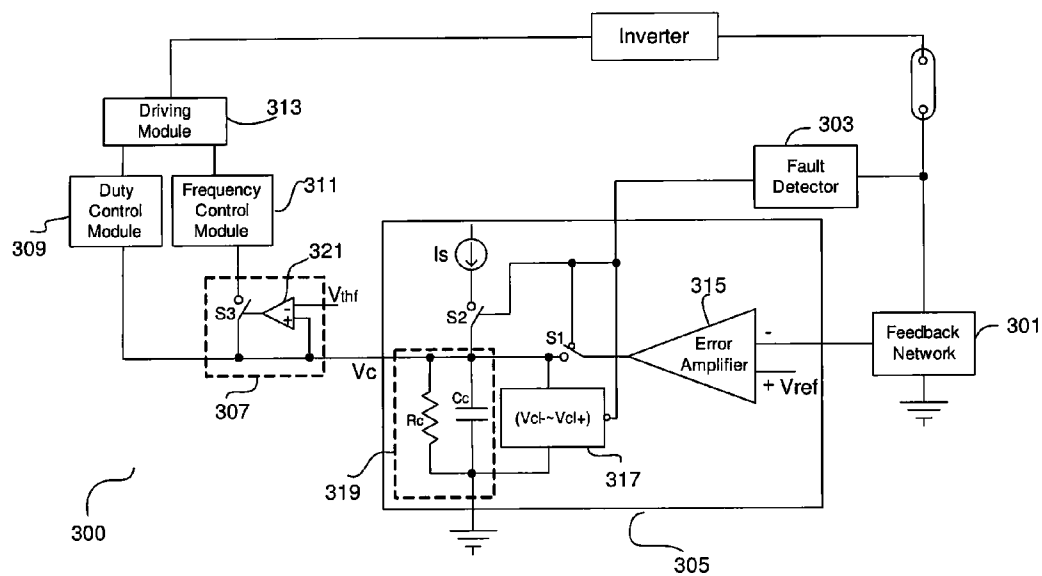 Inverter
Driving
Module
313
303
Fault
Detector
Duty
Control
Module
Frequency
Control
Module
311
309
Is
321
315
S3
Vthf
S2
S1
Error
Amplifier
-
Feedback
Network
301
+ Vref
-
+
Vc
307
Rc
Cc
(Vcl-~Vcl+)
319
317
300
305